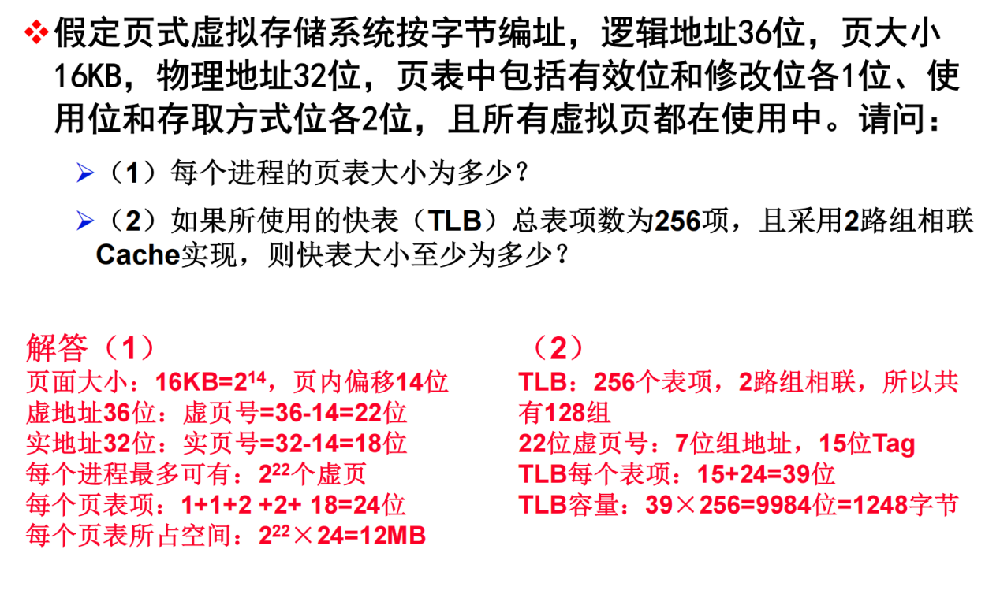 ❖假定页式虚拟存储系统按字节编址，逻辑地址36位，页大小
16KB，物理地址32位，页表中包括有效位和修改位各1位、使
用位和存取方式位各2位，且所有虚拟页都在使用中。请问：
➢（1）每个进程的页表大小为多少？
➢（2）如果所使用的快表（TLB）总表项数为256项，且采用2路组相联
Cache实现，则快表大小至少为多少？
解答（1）
页面大小：16KB=2¹⁴，页内偏移14位
虚地址36位：虚页号=36-14=22位
实地址32位：实页号=32-14=18位
每个进程最多可有：2²²个虚页
每个页表项：1+1+2 +2+ 18=24位
每个页表所占空间：2²²×24=12MB
（2）
TLB：256个表项，2路组相联，所以共
有128组
22位虚页号：7位组地址，15位Tag
TLB每个表项：15+24=39位
TLB容量：39×256=9984位=1248字节